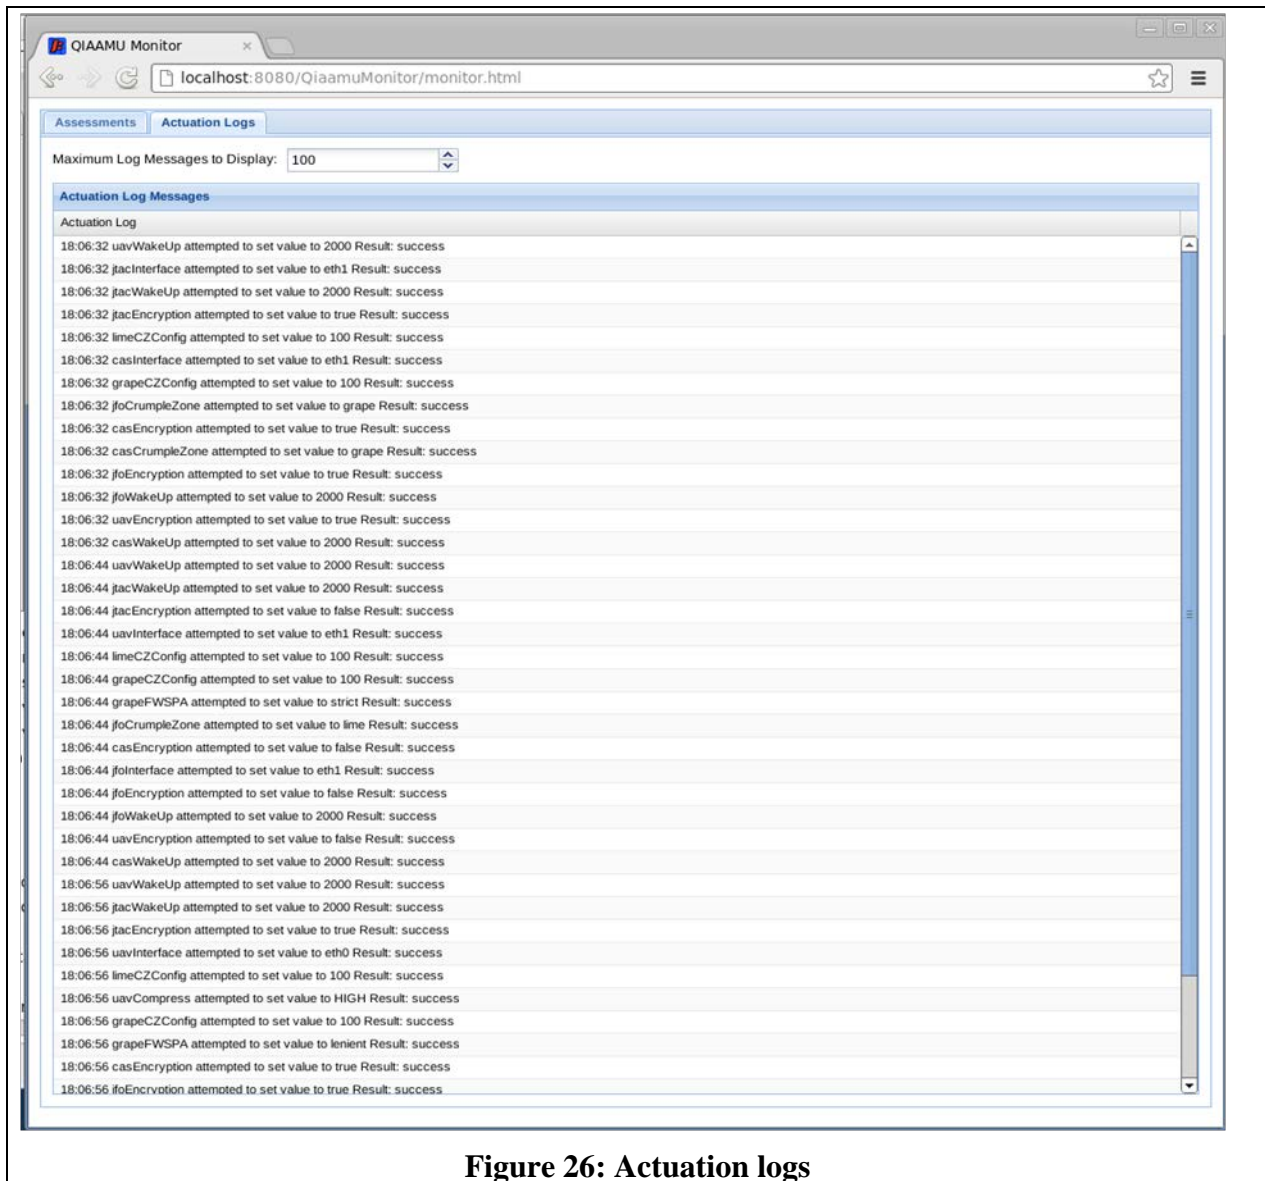 QIAAMU Monitor
localhost:8080/QiaamuMonitor/monitor.html
Assessments Actuation Logs
Maximum Log Messages to Display: 100
Actuation Log Messages
Actuation Log
18:06:32 uavWakeUp attempted to set value to 2000 Result: success
18:06:32 jtacInterface attempted to set value to eth1 Result: success
18:06:32 jtacWakeUp attempted to set value to 2000 Result: success
18:06:32 jtacEncryption attempted to set value to true Result: success
18:06:32 limeCZConfig attempted to set value to 100 Result: success
18:06:32 casInterface attempted to set value to eth1 Result: success
18:06:32 grapeCZConfig attempted to set value to 100 Result: success
18:06:32 jfoCrumpleZone attempted to set value to grape Result: success
18:06:32 casEncryption attempted to set value to true Result: success
18:06:32 casCrumpleZone attempted to set value to grape Result: success
18:06:32 jfoEncryption attempted to set value to true Result: success
18:06:32 jfoWakeUp attempted to set value to 2000 Result: success
18:06:32 uavEncryption attempted to set value to true Result: success
18:06:32 casWakeUp attempted to set value to 2000 Result: success
18:06:44 uavWakeUp attempted to set value to 2000 Result: success
18:06:44 jtacWakeUp attempted to set value to 2000 Result: success
18:06:44 jtacEncryption attempted to set value to false Result: success
18:06:44 uavInterface attempted to set value to eth1 Result: success
18:06:44 limeCZConfig attempted to set value to 100 Result: success
18:06:44 grapeCZConfig attempted to set value to 100 Result: success
18:06:44 grapeFWSPA attempted to set value to strict Result: success
18:06:44 jfoCrumpleZone attempted to set value to lime Result: success
18:06:44 casEncryption attempted to set value to false Result: success
18:06:44 jfoInterface attempted to set value to eth1 Result: success
18:06:44 jfoEncryption attempted to set value to false Result: success
18:06:44 jfoWakeUp attempted to set value to 2000 Result: success
18:06:44 uavEncryption attempted to set value to false Result: success
18:06:44 casWakeUp attempted to set value to 2000 Result: success
18:06:56 uavWakeUp attempted to set value to 2000 Result: success
18:06:56 jtacWakeUp attempted to set value to 2000 Result: success
18:06:56 jtacEncryption attempted to set value to true Result: success
18:06:56 uavInterface attempted to set value to eth0 Result: success
18:06:56 limeCZConfig attempted to set value to 100 Result: success
18:06:56 uavCompress attempted to set value to HIGH Result: success
18:06:56 grapeCZConfig attempted to set value to 100 Result: success
18:06:56 grapeFWSPA attempted to set value to lenient Result: success
18:06:56 casEncryption attempted to set value to true Result: success
18:06:56 jfoEncryption attempted to set value to true Result: success
Figure 26: Actuation logs